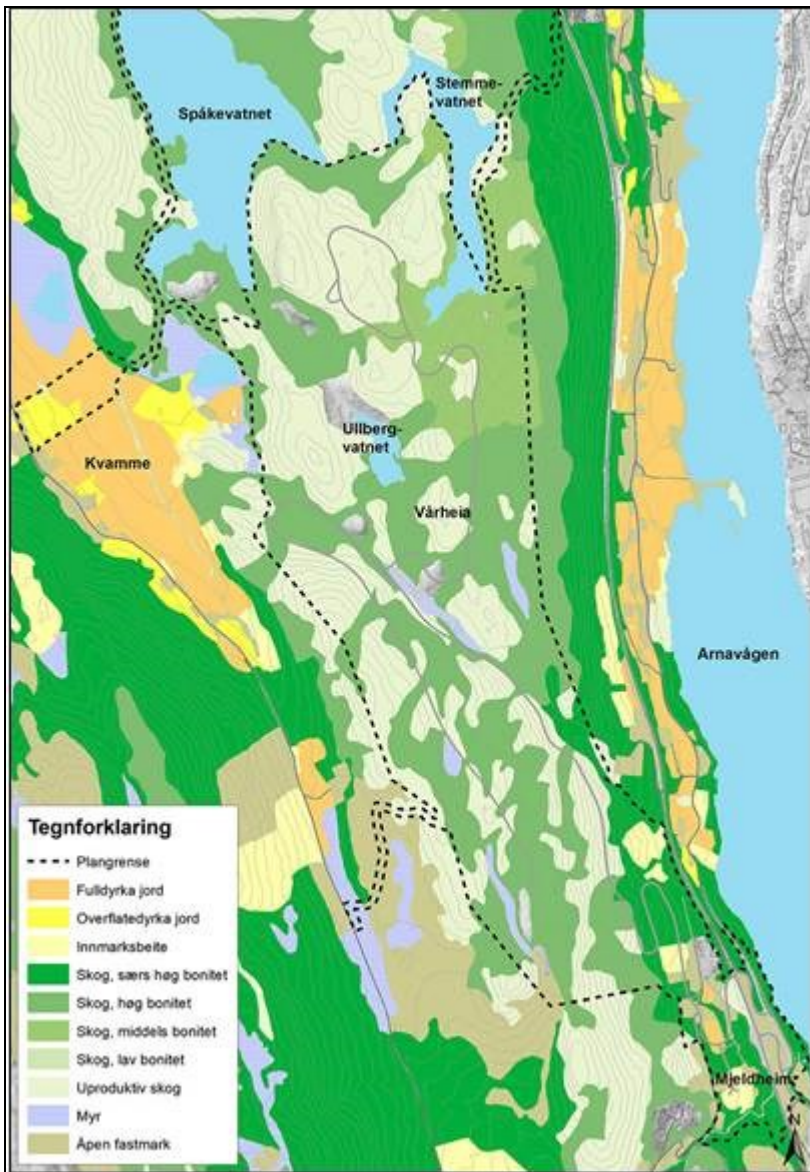 Stemme-
vatnet
Spåkevatnet
Ullberg-
vatnet
Kvamme
Vårheia
Arnavågen
Mjeldheim
N
Tegnforklaring
Plangrense
Fulldyrka jord
Overflatedyrka jord
Innmarksbeite
Skog, særs høg bonitet
Skog, høg bonitet
Skog, middels bonitet
Skog, lav bonitet
Uproduktiv skog
Myr
Åpen fastmark